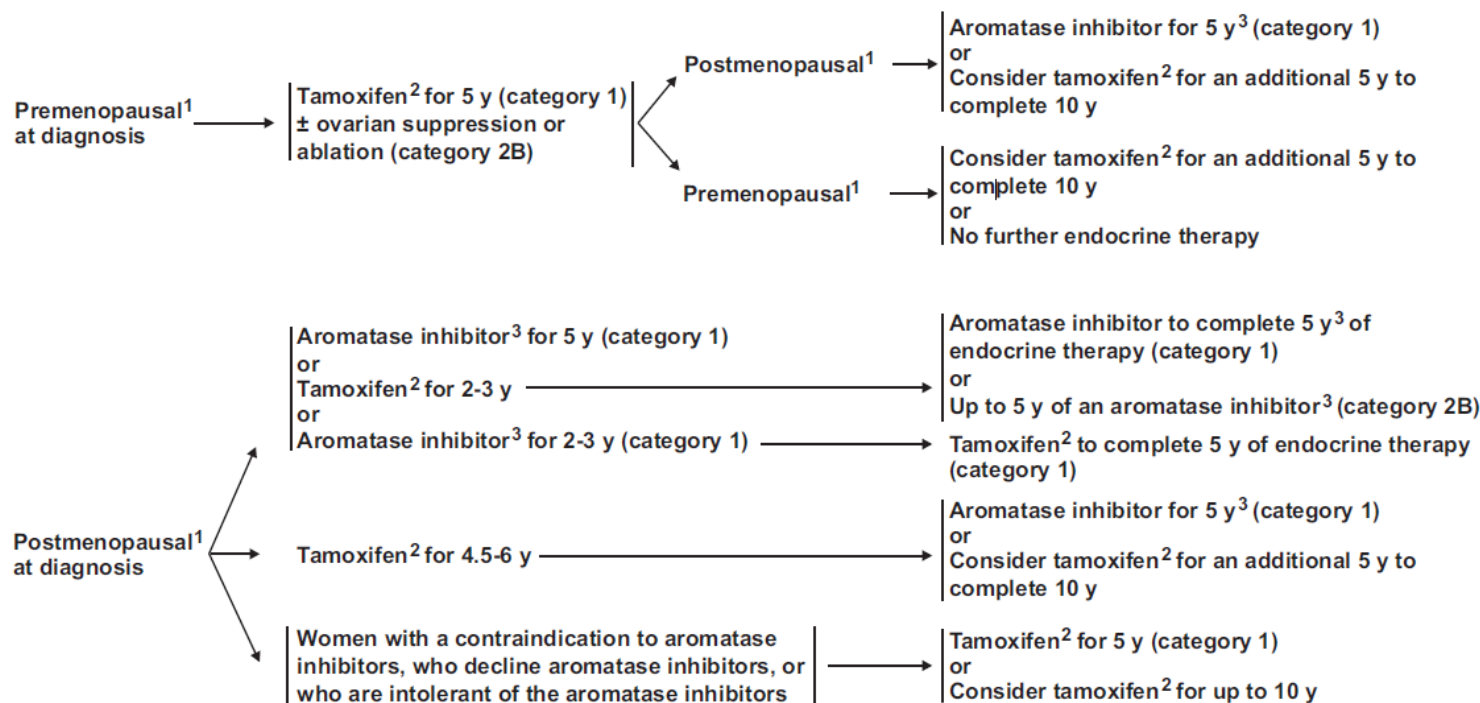 Premenopausal1
at diagnosis
Tamoxifen2 for 5 y (category 1)
± ovarian suppression or
ablation (category 2B)
Postmenopausal1
Aromatase inhibitor for 5 y3 (category 1)
or
Consider tamoxifen2 for an additional 5 y to
complete 10 y
Premenopausal1
Consider tamoxifen2 for an additional 5 y to
complete 10 y
or
No further endocrine therapy
Postmenopausal1
at diagnosis
Aromatase inhibitor3 for 5 y (category 1)
or
Tamoxifen2 for 2-3 y
or
Aromatase inhibitor3 for 2-3 y (category 1)
Aromatase inhibitor to complete 5 y3 of
endocrine therapy (category 1)
or
Up to 5 y of an aromatase inhibitor3 (category 2B)
Tamoxifen2 to complete 5 y of endocrine therapy
(category 1)
Tamoxifen2 for 4.5-6 y
Aromatase inhibitor for 5 y3 (category 1)
or
Consider tamoxifen2 for an additional 5 y to
complete 10 y
Women with a contraindication to aromatase
inhibitors, who decline aromatase inhibitors, or
who are intolerant of the aromatase inhibitors
Tamoxifen2 for 5 y (category 1)
or
Consider tamoxifen2 for up to 10 y